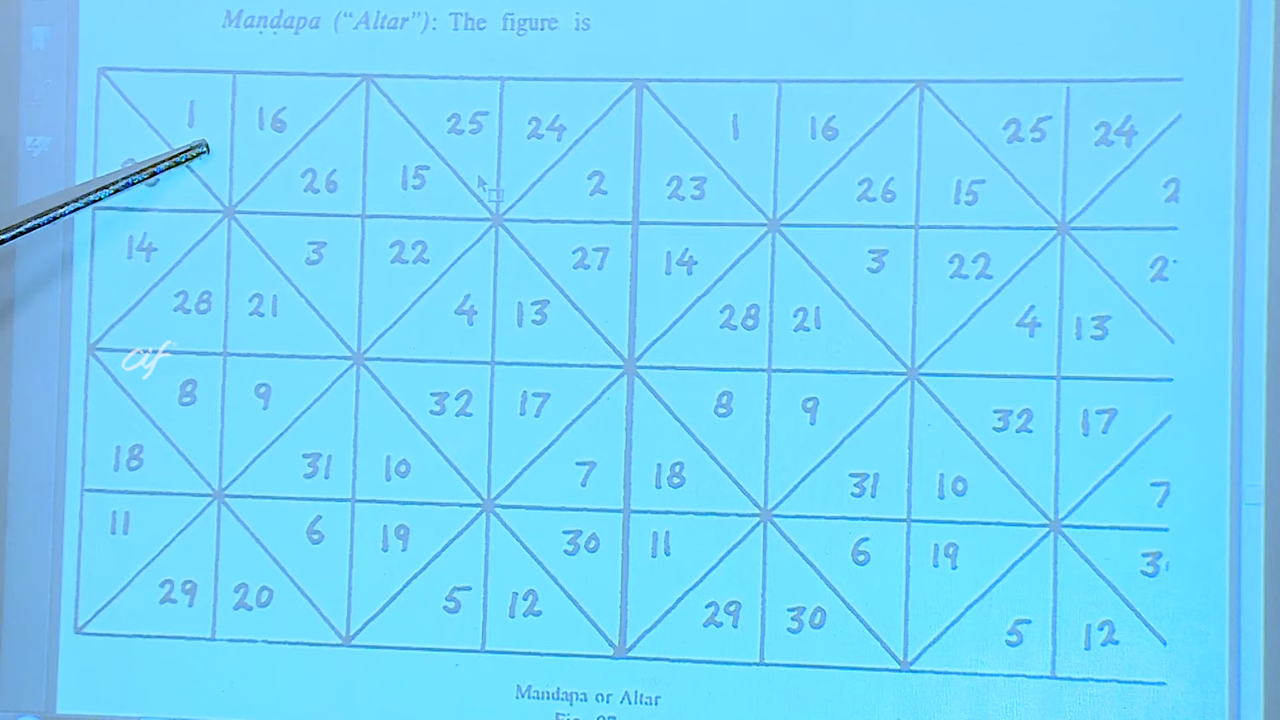 Maṇḍapa (“Altar”): The figure is
1 16 25 24 1 16 25 24
26 15 2 23 26 15
14 3 22 27 14 3 22
28 21 4 13 28 21 4 13
8 9 32 17 8 9 32 17
18 31 10 7 18 31 10 7
11 6 19 30 11 6 19
29 20 5 12 29 30 5 12
Mandapa or Altar